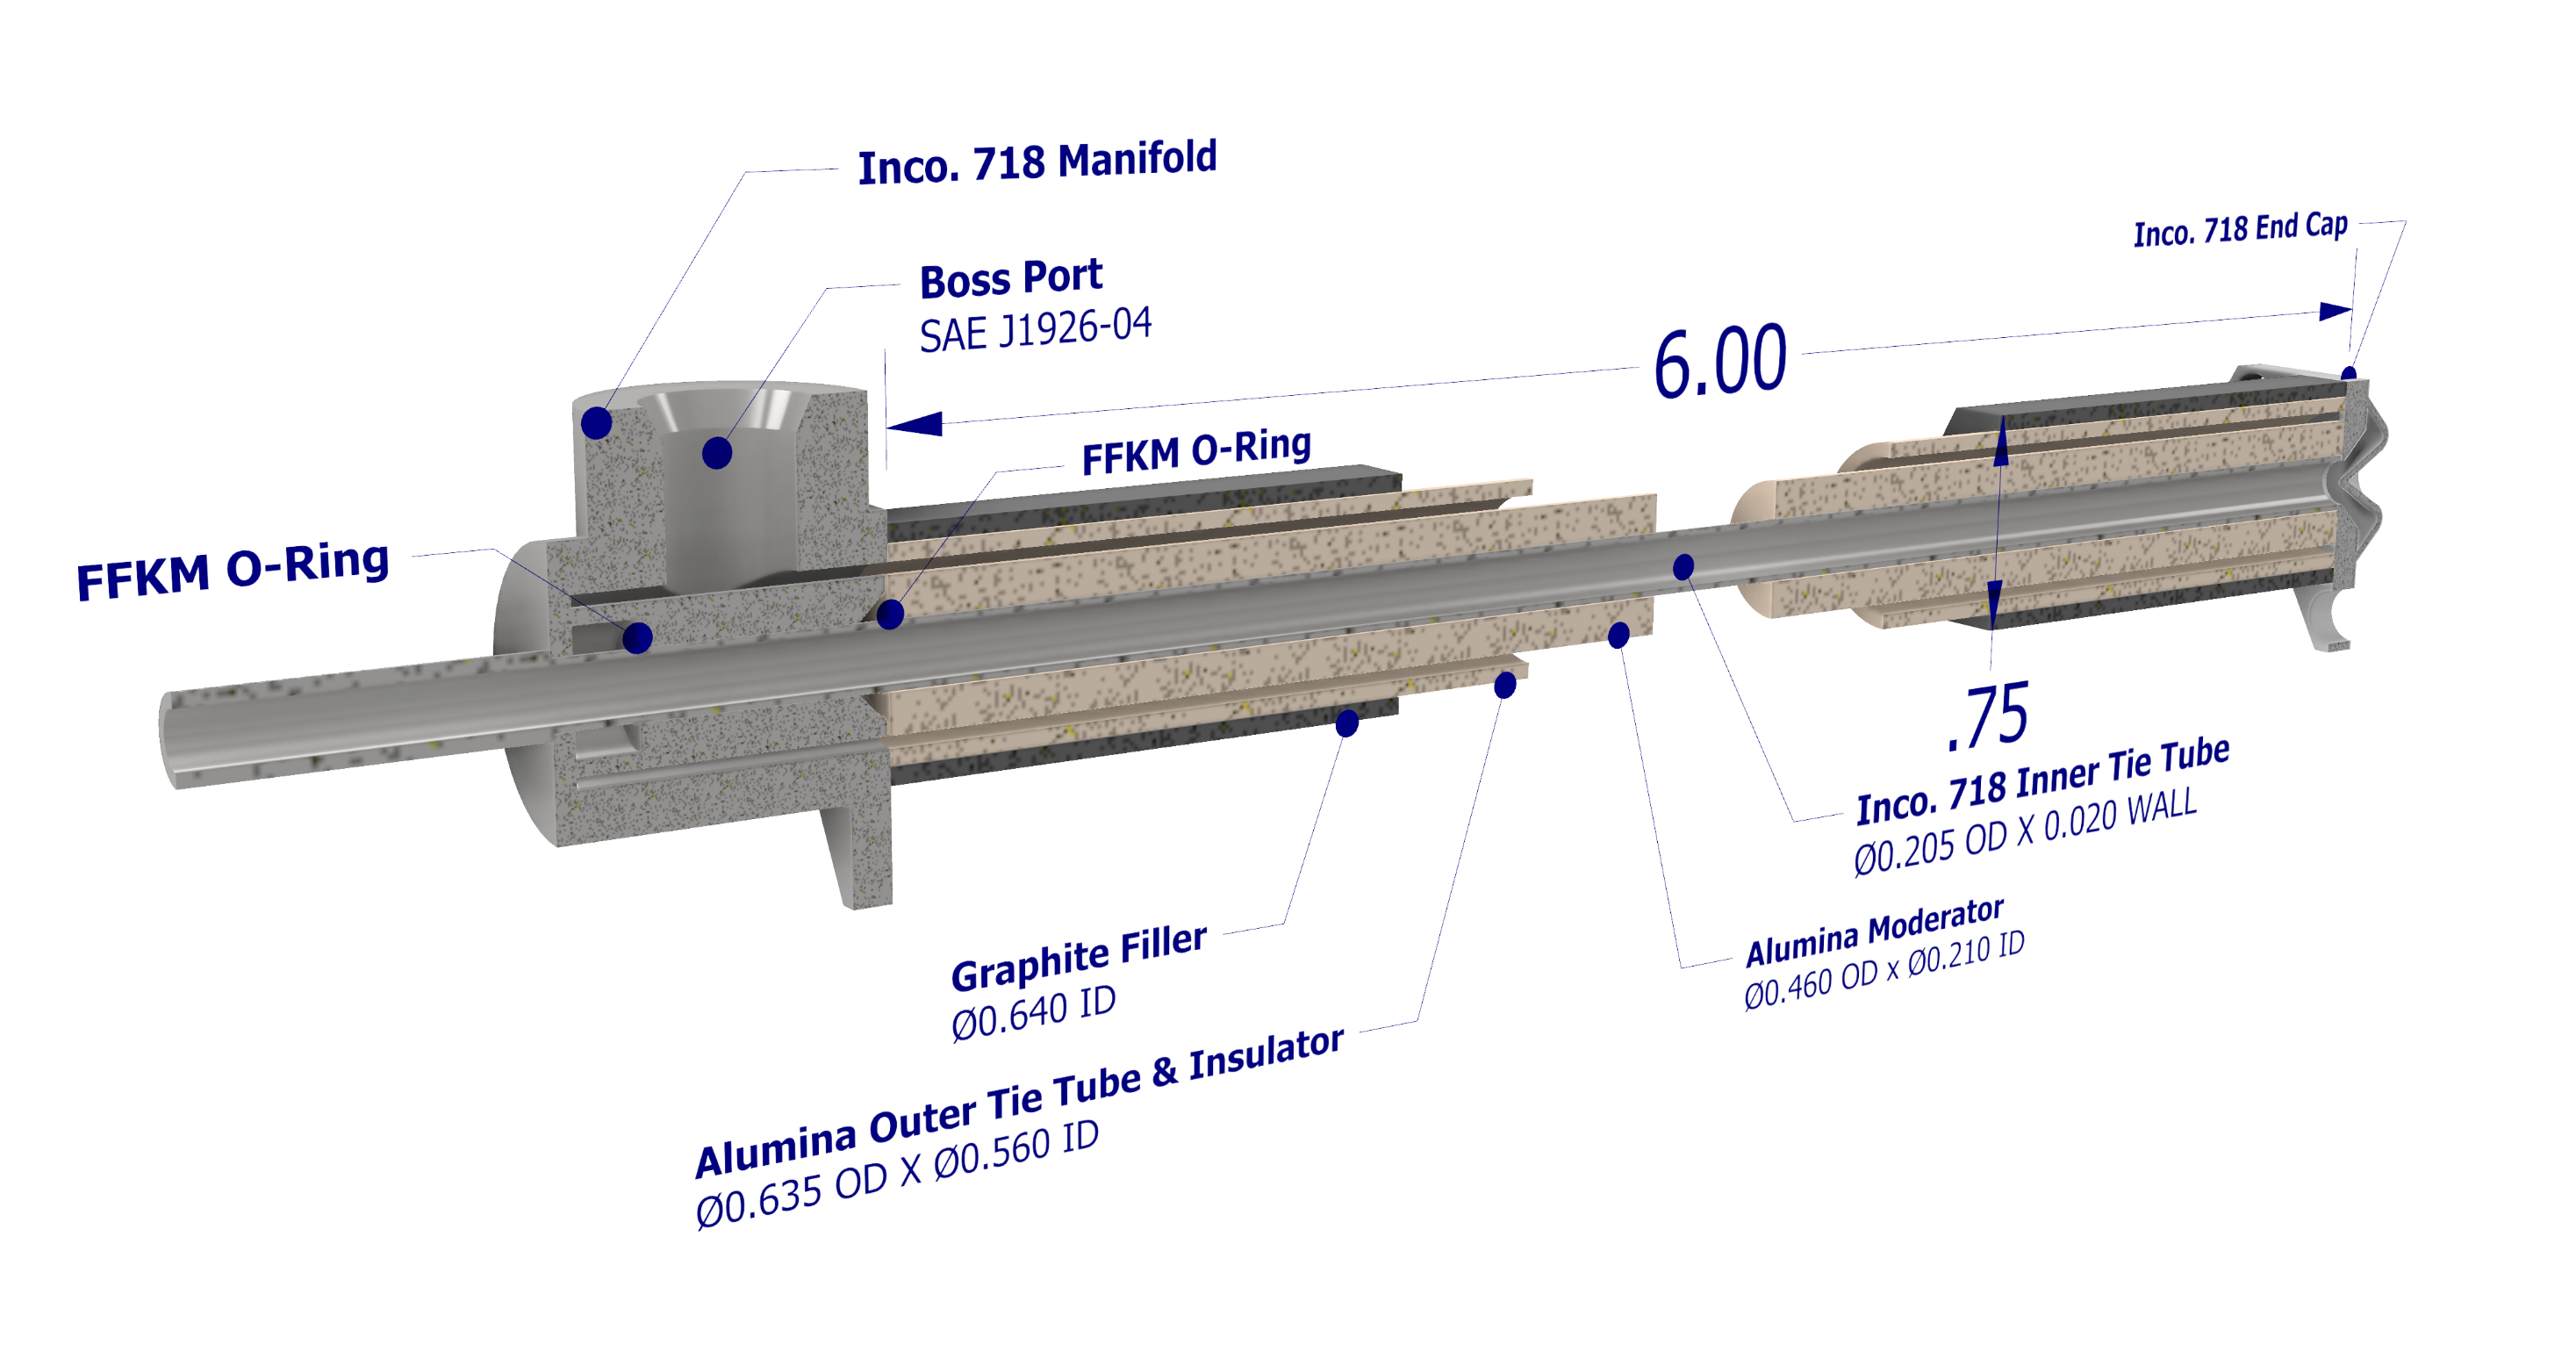 Inco. 718 Manifold
Inco. 718 End Cap
Boss Port
SAE J1926-04
6.00
FFKM O-Ring
FFKM O-Ring
.75
Inco. 718 Inner Tie Tube
Ø0.205 OD X 0.020 WALL
Alumina Moderator
Ø0.460 OD x Ø0.210 ID
Graphite Filler
Ø0.640 ID
Alumina Outer Tie Tube & Insulator
Ø0.635 OD X Ø0.560 ID